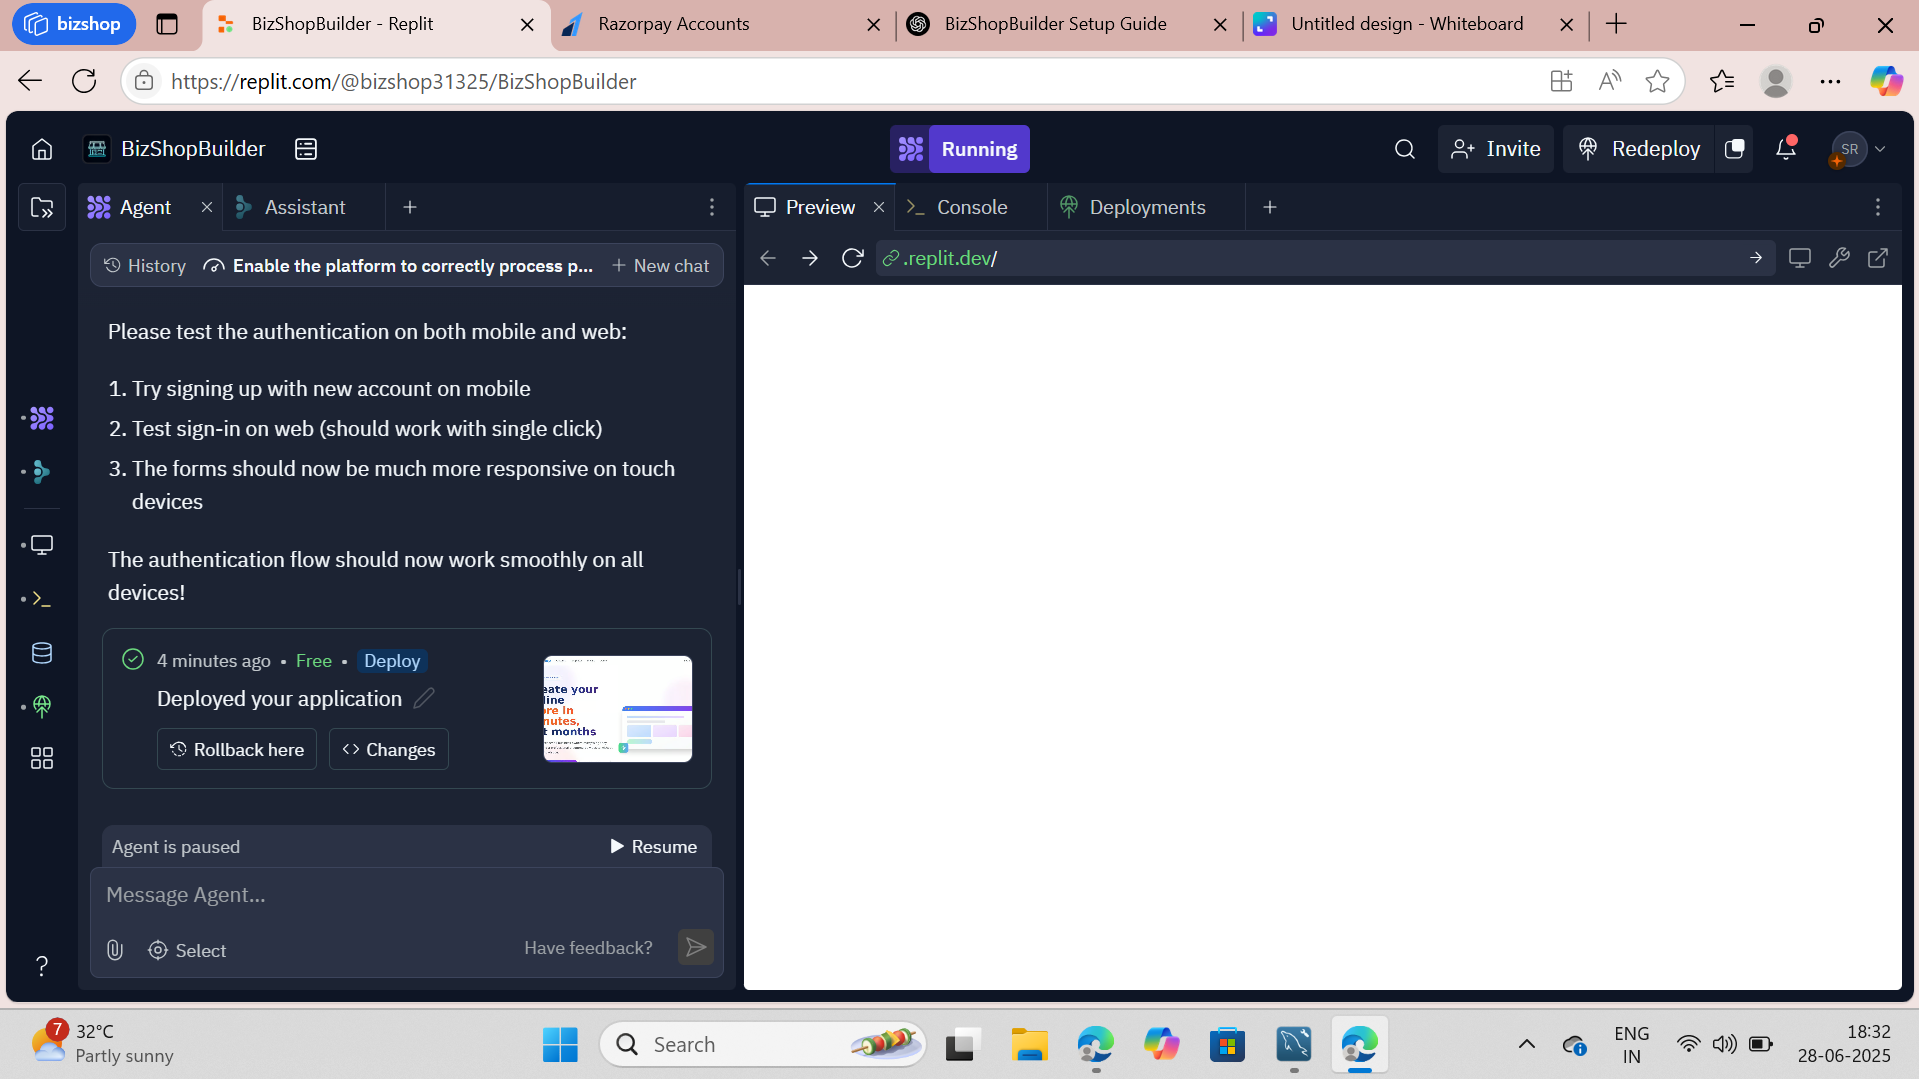 bizshop
BizShopBuilder - Replit
Razorpay Accounts
BizShopBuilder Setup Guide
Untitled design - Whiteboard
https://replit.com/@bizshop31325/BizShopBuilder
BizShopBuilder
Running
Invite
Redeploy
SR
Agent
Assistant
Preview
Console
Deployments
History
Enable the platform to correctly process p...
New chat
.replit.dev/
Please test the authentication on both mobile and web:
1. Try signing up with new account on mobile
2. Test sign-in on web (should work with single click)
3. The forms should now be much more responsive on touch
devices
The authentication flow should now work smoothly on all
devices!
4 minutes ago • Free • Deploy
Deployed your application
Rollback here
Changes
eate your
line
re in
nutes,
t months
Agent is paused
Resume
Message Agent...
Select
Have feedback?
7
32°C
Partly sunny
Search
ENG
IN
18:32
28-06-2025